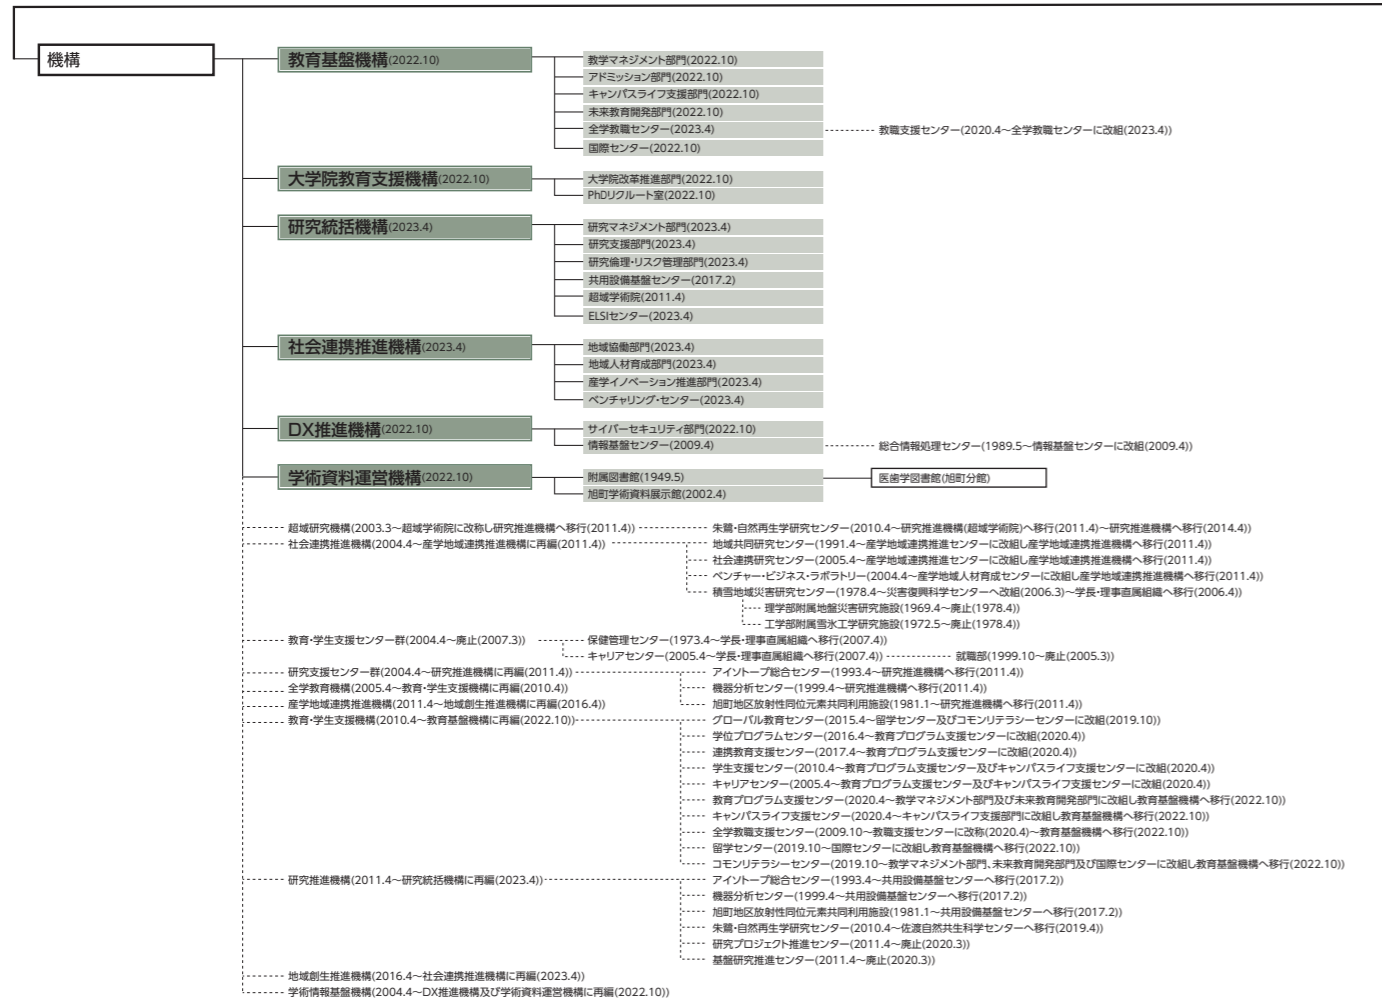 機構
教育基盤機構(2022.10)
教学マネジメント部門(2022.10)
アドミッション部門(2022.10)
キャンパスライフ支援部門(2022.10)
未来教育開発部門(2022.10)
全学教職センター(2023.4)
教職支援センター(2020.4~全学教職センターに改組(2023.4))
国際センター(2022.10)
大学院教育支援機構(2022.10)
大学院改革推進部門(2022.10)
PhDリクルート室(2022.10)
研究統括機構(2023.4)
研究マネジメント部門(2023.4)
研究支援部門(2023.4)
研究倫理・リスク管理部門(2023.4)
共用設備基盤センター(2017.2)
超域学術院(2011.4)
ELSIセンター(2023.4)
社会連携推進機構(2023.4)
地域協働部門(2023.4)
地域人材育成部門(2023.4)
産学イノベーション推進部門(2023.4)
ベンチャリング・センター(2023.4)
DX推進機構(2022.10)
サイバーセキュリティ部門(2022.10)
情報基盤センター(2009.4)
総合情報処理センター(1989.5~情報基盤センターに改組(2009.4))
学術資料運営機構(2022.10)
附属図書館(1949.5)
医歯学図書館(旭町分館)
旭町学術資料展示館(2002.4)
超域研究機構(2003.3~超域学術院に改称し研究推進機構へ移行(2011.4))
朱鷺・自然再生学研究センター(2010.4~研究推進機構(超域学術院)へ移行(2011.4)~研究推進機構へ移行(2014.4))
社会連携推進機構(2004.4~産学地域連携推進機構に再編(2011.4))
地域共同研究センター(1991.4~産学地域連携推進センターに改組し産学地域連携推進機構へ移行(2011.4))
社会連携研究センター(2005.4~産学地域連携推進センターに改組し産学地域連携推進機構へ移行(2011.4))
ベンチャー・ビジネス・ラボラトリー(2004.4~産学地域人材育成センターに改組し産学地域連携推進機構へ移行(2011.4))
積雪地域災害研究センター(1978.4~災害復興科学センターへ改組(2006.3)~学長・理事直属組織へ移行(2006.4))
理学部附属地盤災害研究施設(1969.4~廃止(1978.4))
工学部附属雪氷工学研究施設(1972.5~廃止(1978.4))
教育・学生支援センター群(2004.4~廃止(2007.3))
保健管理センター(1973.4~学長・理事直属組織へ移行(2007.4))
キャリアセンター(2005.4~学長・理事直属組織へ移行(2007.4))
就職部(1999.10~廃止(2005.3))
研究支援センター群(2004.4~研究推進機構に再編(2011.4))
アイソトープ総合センター(1993.4~研究推進機構へ移行(2011.4))
全学教育機構(2005.4~教育・学生支援機構に再編(2010.4))
機器分析センター(1999.4~研究推進機構へ移行(2011.4))
産学地域連携推進機構(2011.4~地域創生推進機構に再編(2016.4))
旭町地区放射性同位元素共同利用施設(1981.1~研究推進機構へ移行(2011.4))
教育・学生支援機構(2010.4~教育基盤機構に再編(2022.10))
グローバル教育センター(2015.4~留学センター及びコモンリテラシーセンターに改組(2019.10))
学位プログラムセンター(2016.4~教育プログラム支援センターに改組(2020.4))
連携教育支援センター(2017.4~教育プログラム支援センターに改組(2020.4))
学生支援センター(2010.4~教育プログラム支援センター及びキャンパスライフ支援センターに改組(2020.4))
キャリアセンター(2005.4~教育プログラム支援センター及びキャンパスライフ支援センターに改組(2020.4))
教育プログラム支援センター(2020.4~教学マネジメント部門及び未来教育開発部門に改組し教育基盤機構へ移行(2022.10))
キャンパスライフ支援センター(2020.4~キャンパスライフ支援部門に改組し教育基盤機構へ移行(2022.10))
全学教職支援センター(2009.10~教職支援センターに改称(2020.4)~教育基盤機構へ移行(2022.10))
留学センター(2019.10~国際センターに改組し教育基盤機構へ移行(2022.10))
コモンリテラシーセンター(2019.10~教学マネジメント部門、未来教育開発部門及び国際センターに改組し教育基盤機構へ移行(2022.10))
研究推進機構(2011.4~研究統括機構に再編(2023.4))
アイソトープ総合センター(1993.4~共用設備基盤センターへ移行(2017.2))
機器分析センター(1999.4~共用設備基盤センターへ移行(2017.2))
旭町地区放射性同位元素共同利用施設(1981.1~共用設備基盤センターへ移行(2017.2))
朱鷺・自然再生学研究センター(2010.4~佐渡自然共生科学センターへ移行(2019.4))
研究プロジェクト推進センター(2011.4~廃止(2020.3))
基盤研究推進センター(2011.4~廃止(2020.3))
地域創生推進機構(2016.4~社会連携推進機構に再編(2023.4))
学術情報基盤機構(2004.4~DX推進機構及び学術資料運営機構に再編(2022.10))